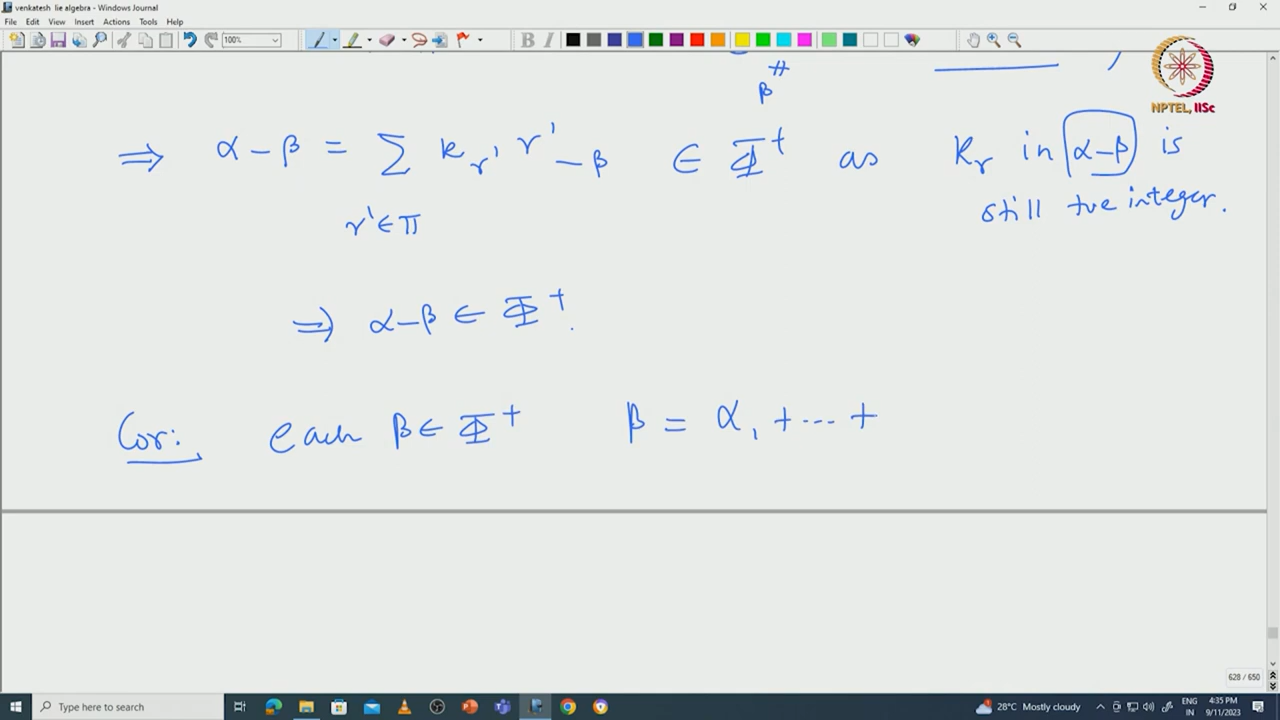 venkatesh lie algebra - Windows Journal
File Edit View Insert Actions Tools Help
100%
B I
≠
β
NPTEL, IISc
⇒ α-β = Σ k_{r'} r' - β ∈ Φ⁺ as k_r in α-β is
r' ∈ π
still +ve integer.
⇒ α-β ∈ Φ⁺.
Cor: each β ∈ Φ⁺ β = α₁ + ... +
628 / 650
Type here to search
28°C Mostly cloudy
ENG
IN
4:35 PM
9/11/2023